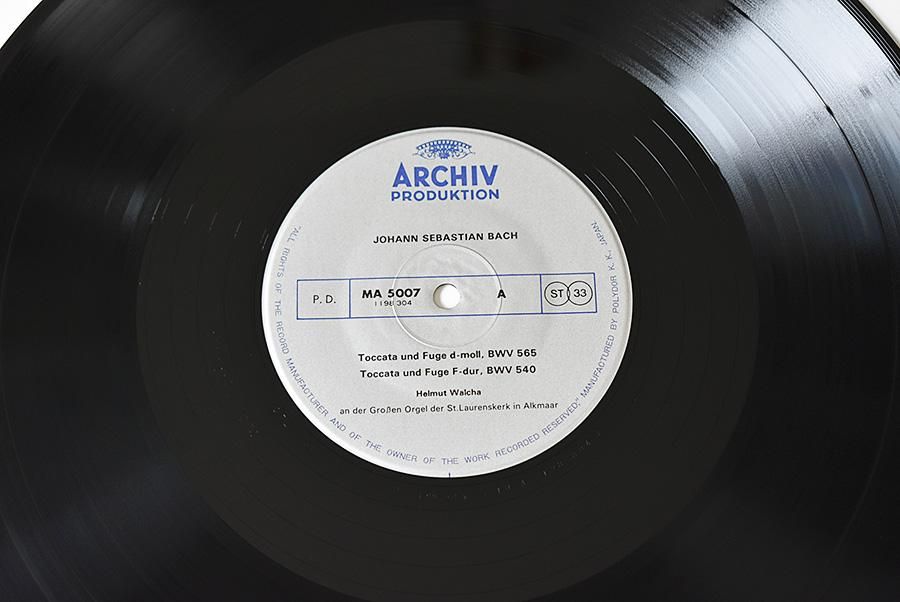 ARCHIV
PRODUKTION
JOHANN SEBASTIAN BACH
P. D.
MA 5007
1198 304
A
ST 33
Toccata und Fuge d-moll, BWV 565
Toccata und Fuge F-dur, BWV 540
Helmut Walcha
an der Großen Orgel der St.Laurenskerk in Alkmaar
"ALL RIGHTS OF THE RECORD MANUFACTURER AND OF THE OWNER OF THE WORK RECORDED RESERVED." MANUFACTURED BY POLYDOR K. K., JAPAN